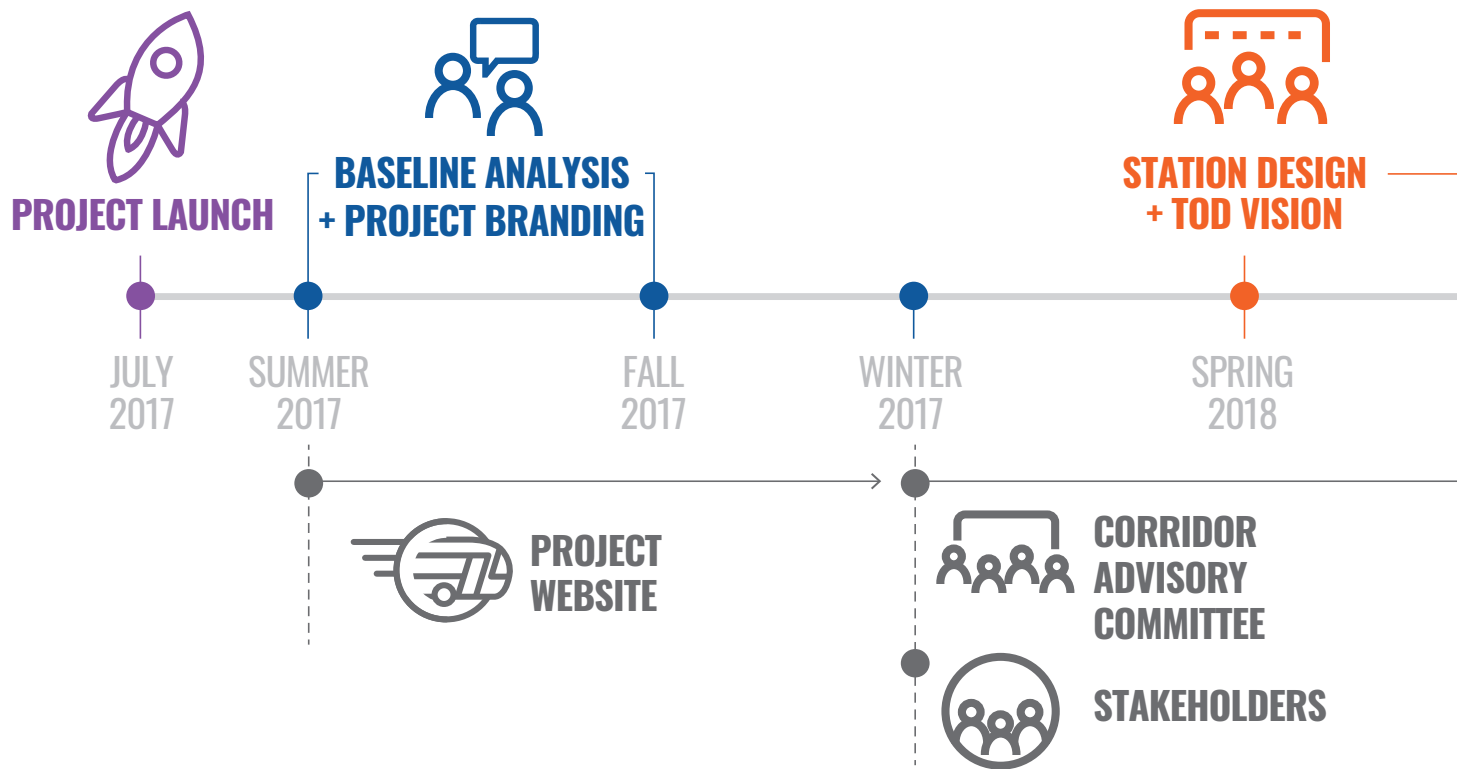 PROJECT LAUNCH
BASELINE ANALYSIS
+ PROJECT BRANDING
STATION DESIGN
+ TOD VISION
JULY
2017
SUMMER
2017
FALL
2017
WINTER
2017
SPRING
2018
PROJECT
WEBSITE
CORRIDOR
ADVISORY
COMMITTEE
STAKEHOLDERS